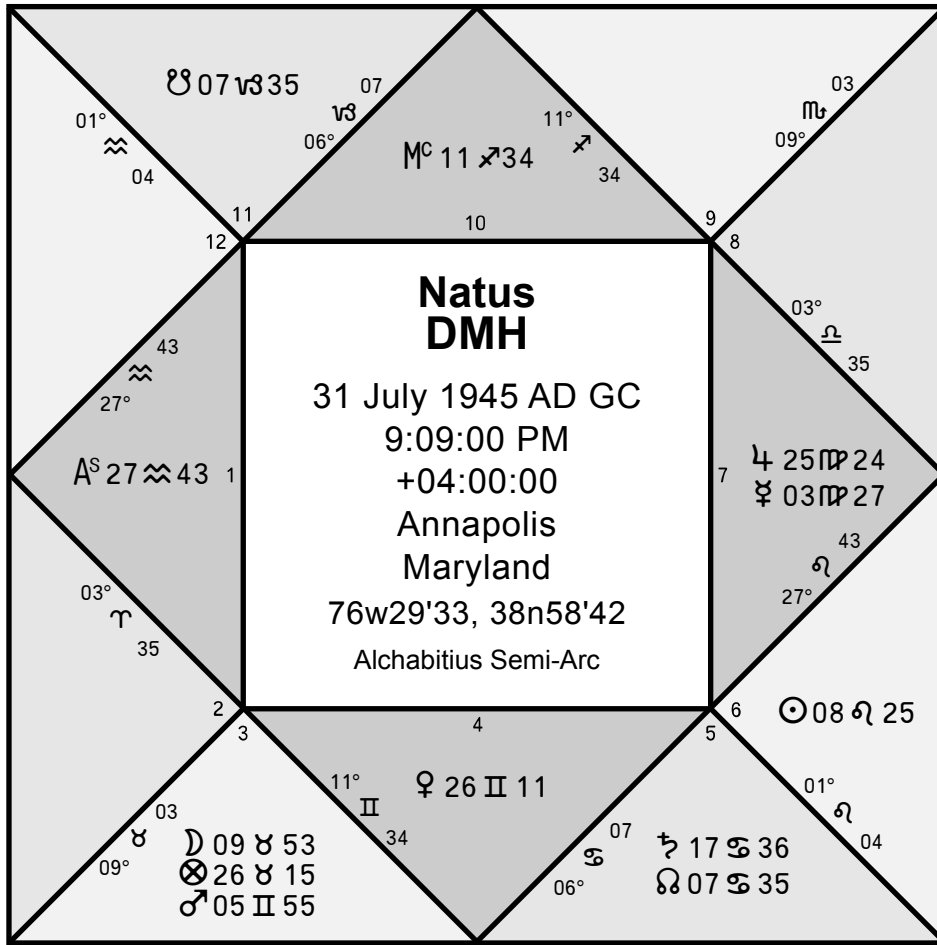 ☋ 07 ♑ 35
07
♑
06°
01°
♒
04
Mᶜ 11 ♐ 34
11°
♐
34
03
♏
09°
11
12
10
9
8
Natus
DMH
31 July 1945 AD GC
9:09:00 PM
+04:00:00
Annapolis
Maryland
76w29'33, 38n58'42
Alchabitius Semi-Arc
43
♒
27°
Aˢ 27 ♒ 43
1
03°
♎
35
7
♃ 25 ♍ 24
☿ 03 ♍ 27
43
♌
27°
03°
♈
35
2
3
4
6
5
☉ 08 ♌ 25
01°
♌
04
♀ 26 ♊ 11
11°
♊
34
03
♉
09°
☽ 09 ♉ 53
⊗ 26 ♉ 15
♂ 05 ♊ 55
07
♋
06°
♄ 17 ♋ 36
☊ 07 ♋ 35